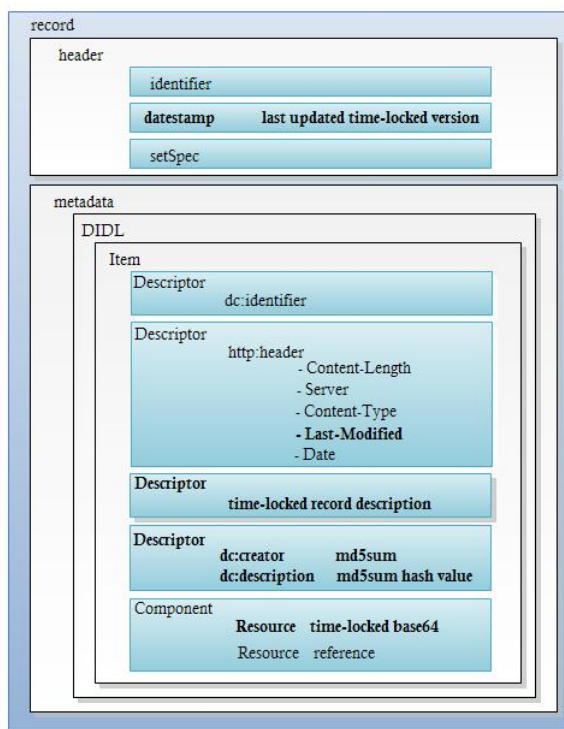 record
header
identifier
datestamp last updated time-locked version
setSpec
metadata
DIDL
Item
Descriptor
dc:identifier
Descriptor
http:header
- Content-Length
- Server
- Content-Type
- Last-Modified
- Date
Descriptor
time-locked record description
Descriptor
dc:creator md5sum
dc:description md5sum hash value
Component
Resource time-locked base64
Resource reference